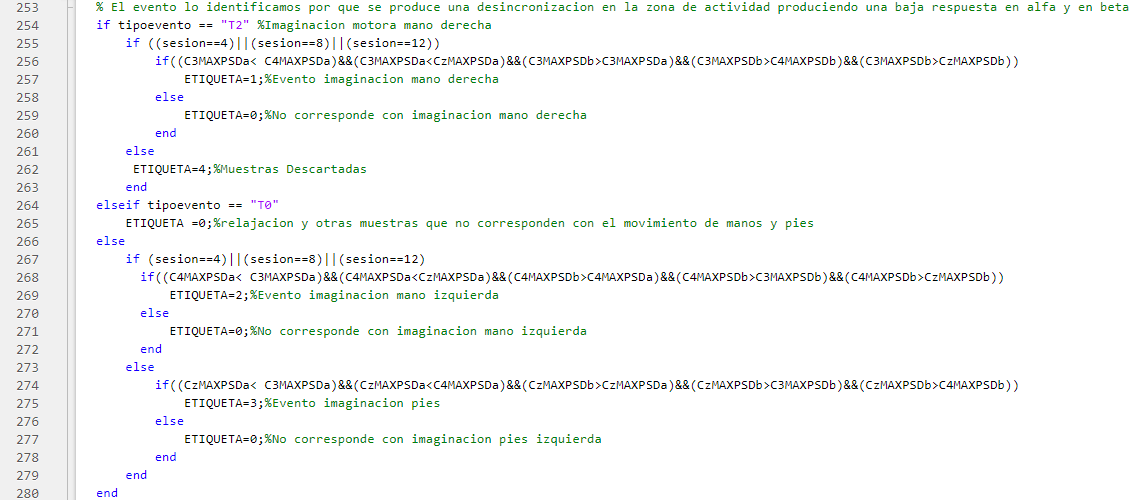 253 % El evento lo identificamos por que se produce una desincronizacion en la zona de actividad produciendo una baja respuesta en alfa y en beta
254 if tipoevento == "T2" %Imaginacion motora mano derecha
255 if ((sesion==4)||(sesion==8)||(sesion==12))
256 if((C3MAXPSDa< C4MAXPSDa)&&(C3MAXPSDa<CzMAXPSDa)&&(C3MAXPSDb>C3MAXPSDa)&&(C3MAXPSDb>C4MAXPSDb)&&(C3MAXPSDb>CzMAXPSDb))
257 ETIQUETA=1;%Evento imaginacion mano derecha
258 else
259 ETIQUETA=0;%No corresponde con imaginacion mano derecha
260 end
261 else
262 ETIQUETA=4;%Muestras Descartadas
263 end
264 elseif tipoevento == "T0"
265 ETIQUETA =0;%relajacion y otras muestras que no corresponden con el movimiento de manos y pies
266 else
267 if (sesion==4)||(sesion==8)||(sesion==12)
268 if((C4MAXPSDa< C3MAXPSDa)&&(C4MAXPSDa<CzMAXPSDa)&&(C4MAXPSDb>C4MAXPSDa)&&(C4MAXPSDb>C3MAXPSDb)&&(C4MAXPSDb>CzMAXPSDb))
269 ETIQUETA=2;%Evento imaginacion mano izquierda
270 else
271 ETIQUETA=0;%No corresponde con imaginacion mano izquierda
272 end
273 else
274 if((CzMAXPSDa< C3MAXPSDa)&&(CzMAXPSDa<C4MAXPSDa)&&(CzMAXPSDb>CzMAXPSDa)&&(CzMAXPSDb>C3MAXPSDb)&&(CzMAXPSDb>C4MAXPSDb))
275 ETIQUETA=3;%Evento imaginacion pies
276 else
277 ETIQUETA=0;%No corresponde con imaginacion pies izquierda
278 end
279 end
280 end